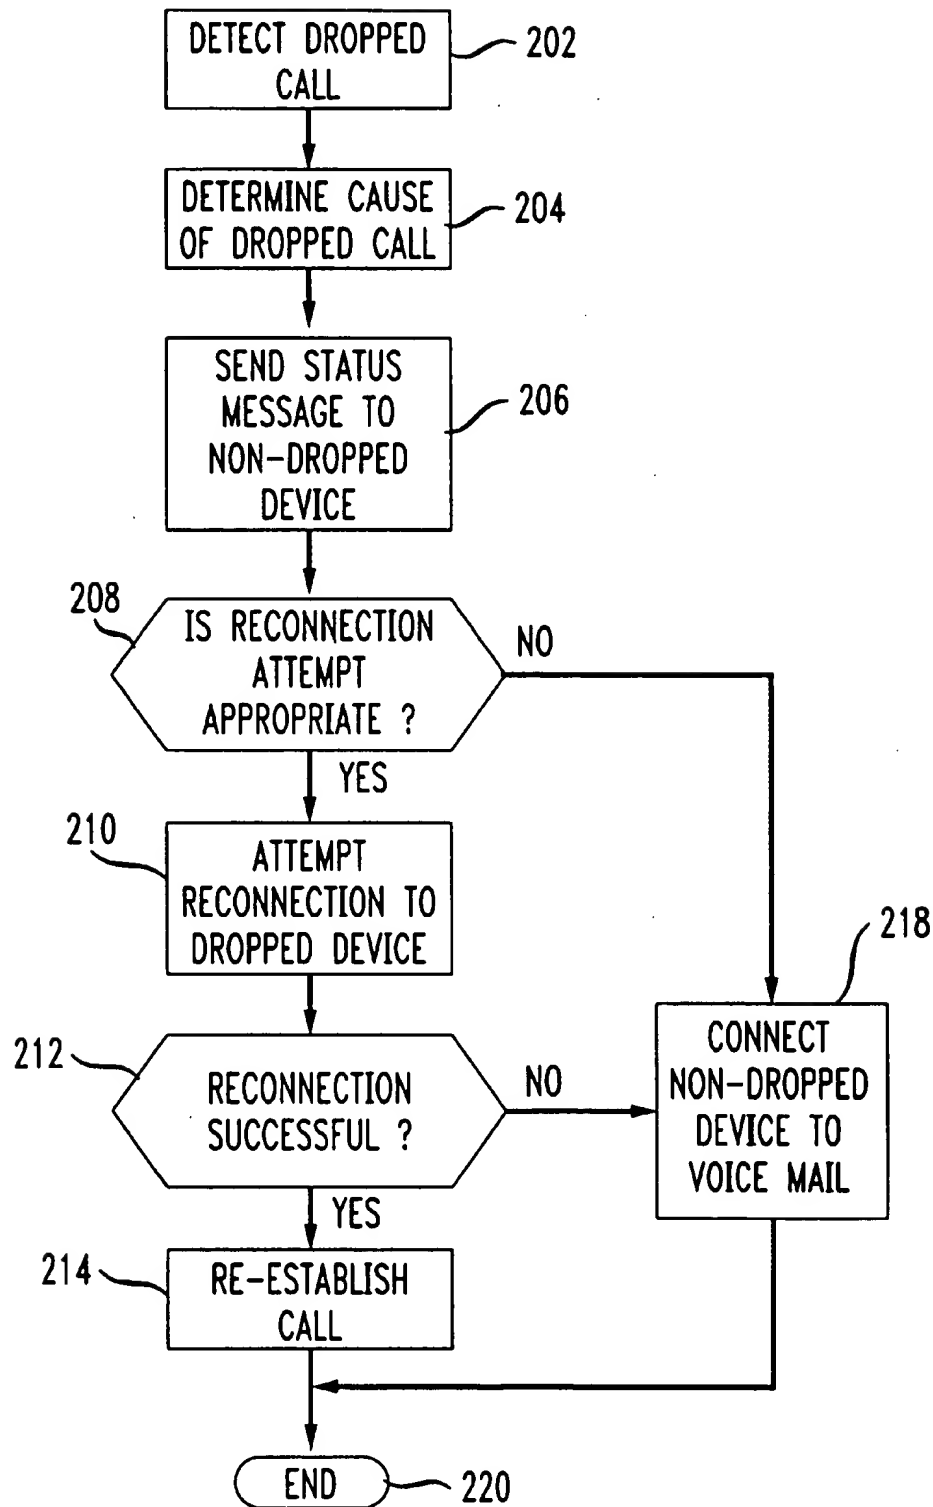 DETECT DROPPED
CALL
202
DETERMINE CAUSE
OF DROPPED CALL
204
SEND STATUS
MESSAGE TO
NON-DROPPED
DEVICE
206
208
IS RECONNECTION
ATTEMPT
APPROPRIATE ?
NO
YES
210
ATTEMPT
RECONNECTION TO
DROPPED DEVICE
218
CONNECT
NON-DROPPED
DEVICE TO
VOICE MAIL
212
RECONNECTION
SUCCESSFUL ?
NO
YES
214
RE-ESTABLISH
CALL
END
220